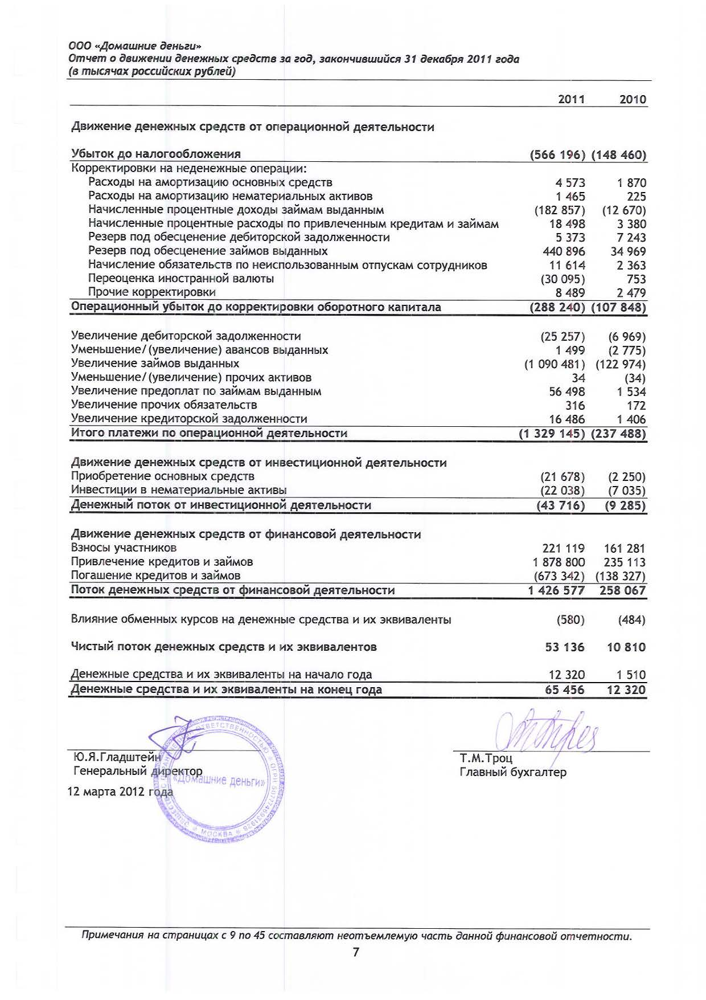 ООО «Домашние деньги»
Отчет о движении денежных средств за год, закончившийся 31 декабря 2011 года
(в тысячах российских рублей)
2011 2010
Движение денежных средств от операционной деятельности
Убыток до налогообложения (566 196) (148 460)
Корректировки на неденежные операции:
Расходы на амортизацию основных средств 4 573 1 870
Расходы на амортизацию нематериальных активов 1 465 225
Начисленные процентные доходы займам выданным (182 857) (12 670)
Начисленные процентные расходы по привлеченным кредитам и займам 18 498 3 380
Резерв под обесценение дебиторской задолженности 5 373 7 243
Резерв под обесценение займов выданных 440 896 34 969
Начисление обязательств по неиспользованным отпускам сотрудников 11 614 2 363
Переоценка иностранной валюты (30 095) 753
Прочие корректировки 8 489 2 479
Операционный убыток до корректировки оборотного капитала (288 240) (107 848)
Увеличение дебиторской задолженности (25 257) (6 969)
Уменьшение/(увеличение) авансов выданных 1 499 (2 775)
Увеличение займов выданных (1 090 481) (122 974)
Уменьшение/(увеличение) прочих активов 34 (34)
Увеличение предоплат по займам выданным 56 498 1 534
Увеличение прочих обязательств 316 172
Увеличение кредиторской задолженности 16 486 1 406
Итого платежи по операционной деятельности (1 329 145) (237 488)
Движение денежных средств от инвестиционной деятельности
Приобретение основных средств (21 678) (2 250)
Инвестиции в нематериальные активы (22 038) (7 035)
Денежный поток от инвестиционной деятельности (43 716) (9 285)
Движение денежных средств от финансовой деятельности
Взносы участников 221 119 161 281
Привлечение кредитов и займов 1 878 800 235 113
Погашение кредитов и займов (673 342) (138 327)
Поток денежных средств от финансовой деятельности 1 426 577 258 067
Влияние обменных курсов на денежные средства и их эквиваленты (580) (484)
Чистый поток денежных средств и их эквивалентов 53 136 10 810
Денежные средства и их эквиваленты на начало года 12 320 1 510
Денежные средства и их эквиваленты на конец года 65 456 12 320
Ю.Я.Гладштейн Т.М.Троц
Генеральный директор Главный бухгалтер
12 марта 2012 года
«Домашние деньги»
ОТВЕТСТВЕННОСТЬЮ * ОГРН 5077746931928
* МОСКВА *
Примечания на страницах с 9 по 45 составляют неотъемлемую часть данной финансовой отчетности.
7